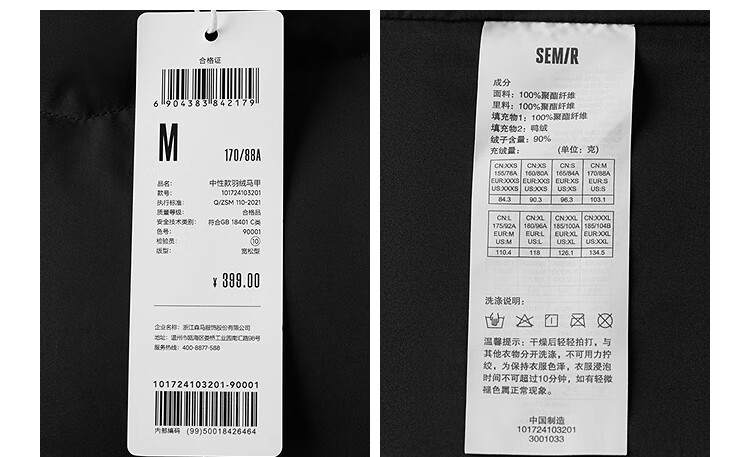 合格证
6 904383 842179
M
170/88A
品名: 中性款羽绒马甲
款号: 101724103201
执行标准: Q/ZSM 110-2021
质量等级: 合格品
安全技术类别: 符合GB 18401 C类
色号: 90001
检验员: 10
版型: 宽松型
¥ 399.00
企业名称: 浙江森马服饰股份有限公司
地址: 温州市瓯海区娄桥工业园南汇路98号
服务热线: 400-8877-588
101724103201-90001
内部编码 (99)50018426464
SEM/R
成分
面料: 100%聚酯纤维
里料: 100%聚酯纤维
填充物1: 100%聚酯纤维
填充物2: 鸭绒
绒子含量: 90%
充绒量: (单位: 克)
CN:XXS CN:XS CN:S CN:M
155/76A 160/80A 165/84A 170/88A
EUR:XXXS EUR:XXS EUR:XS EUR:S
US:XXXS US:XXS US:XS US:S
84.3 90.3 96.3 103.1
CN:L CN:XL CN:XXL CN:XXXL
175/92A 180/96A 185/100A 185/104B
EUR:M EUR:L EUR:XL EUR:XXL
US:M US:L US:XL US:XXL
110.4 118 126.1 134.5
洗涤说明:
温馨提示: 干燥后轻轻拍打, 与
其他衣物分开洗涤, 不可用力拧
绞, 为保持衣服色泽, 衣服浸泡
时间不可超过10分钟, 如有轻微
褪色属正常现象。
中国制造
101724103201
3001033